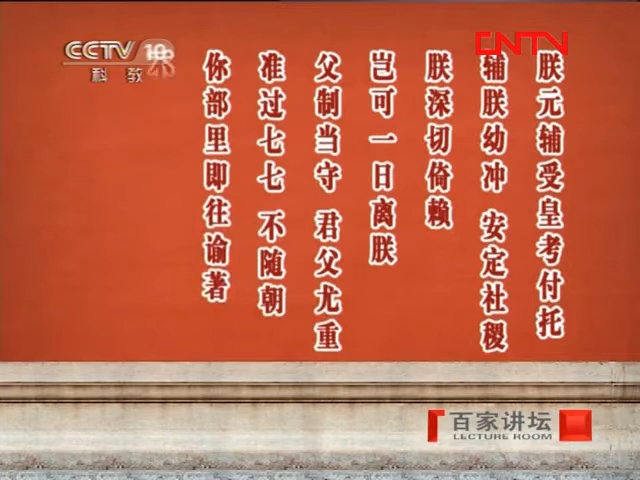 朕元辅受皇考付托
辅朕幼冲 安定社稷
朕深切倚赖
岂可一日离朕
父制当守 君父尤重
准过七七 不随朝
你部里即往谕著
CCTV 10
科教
CNTV
百家讲坛
LECTURE ROOM